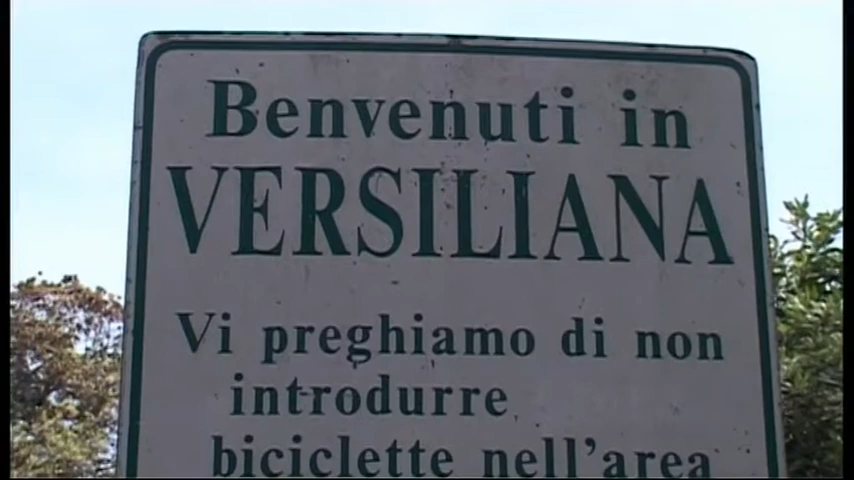 Benvenuti in
VERSILIANA
Vi preghiamo di non
introdurre
biciclette nell'area